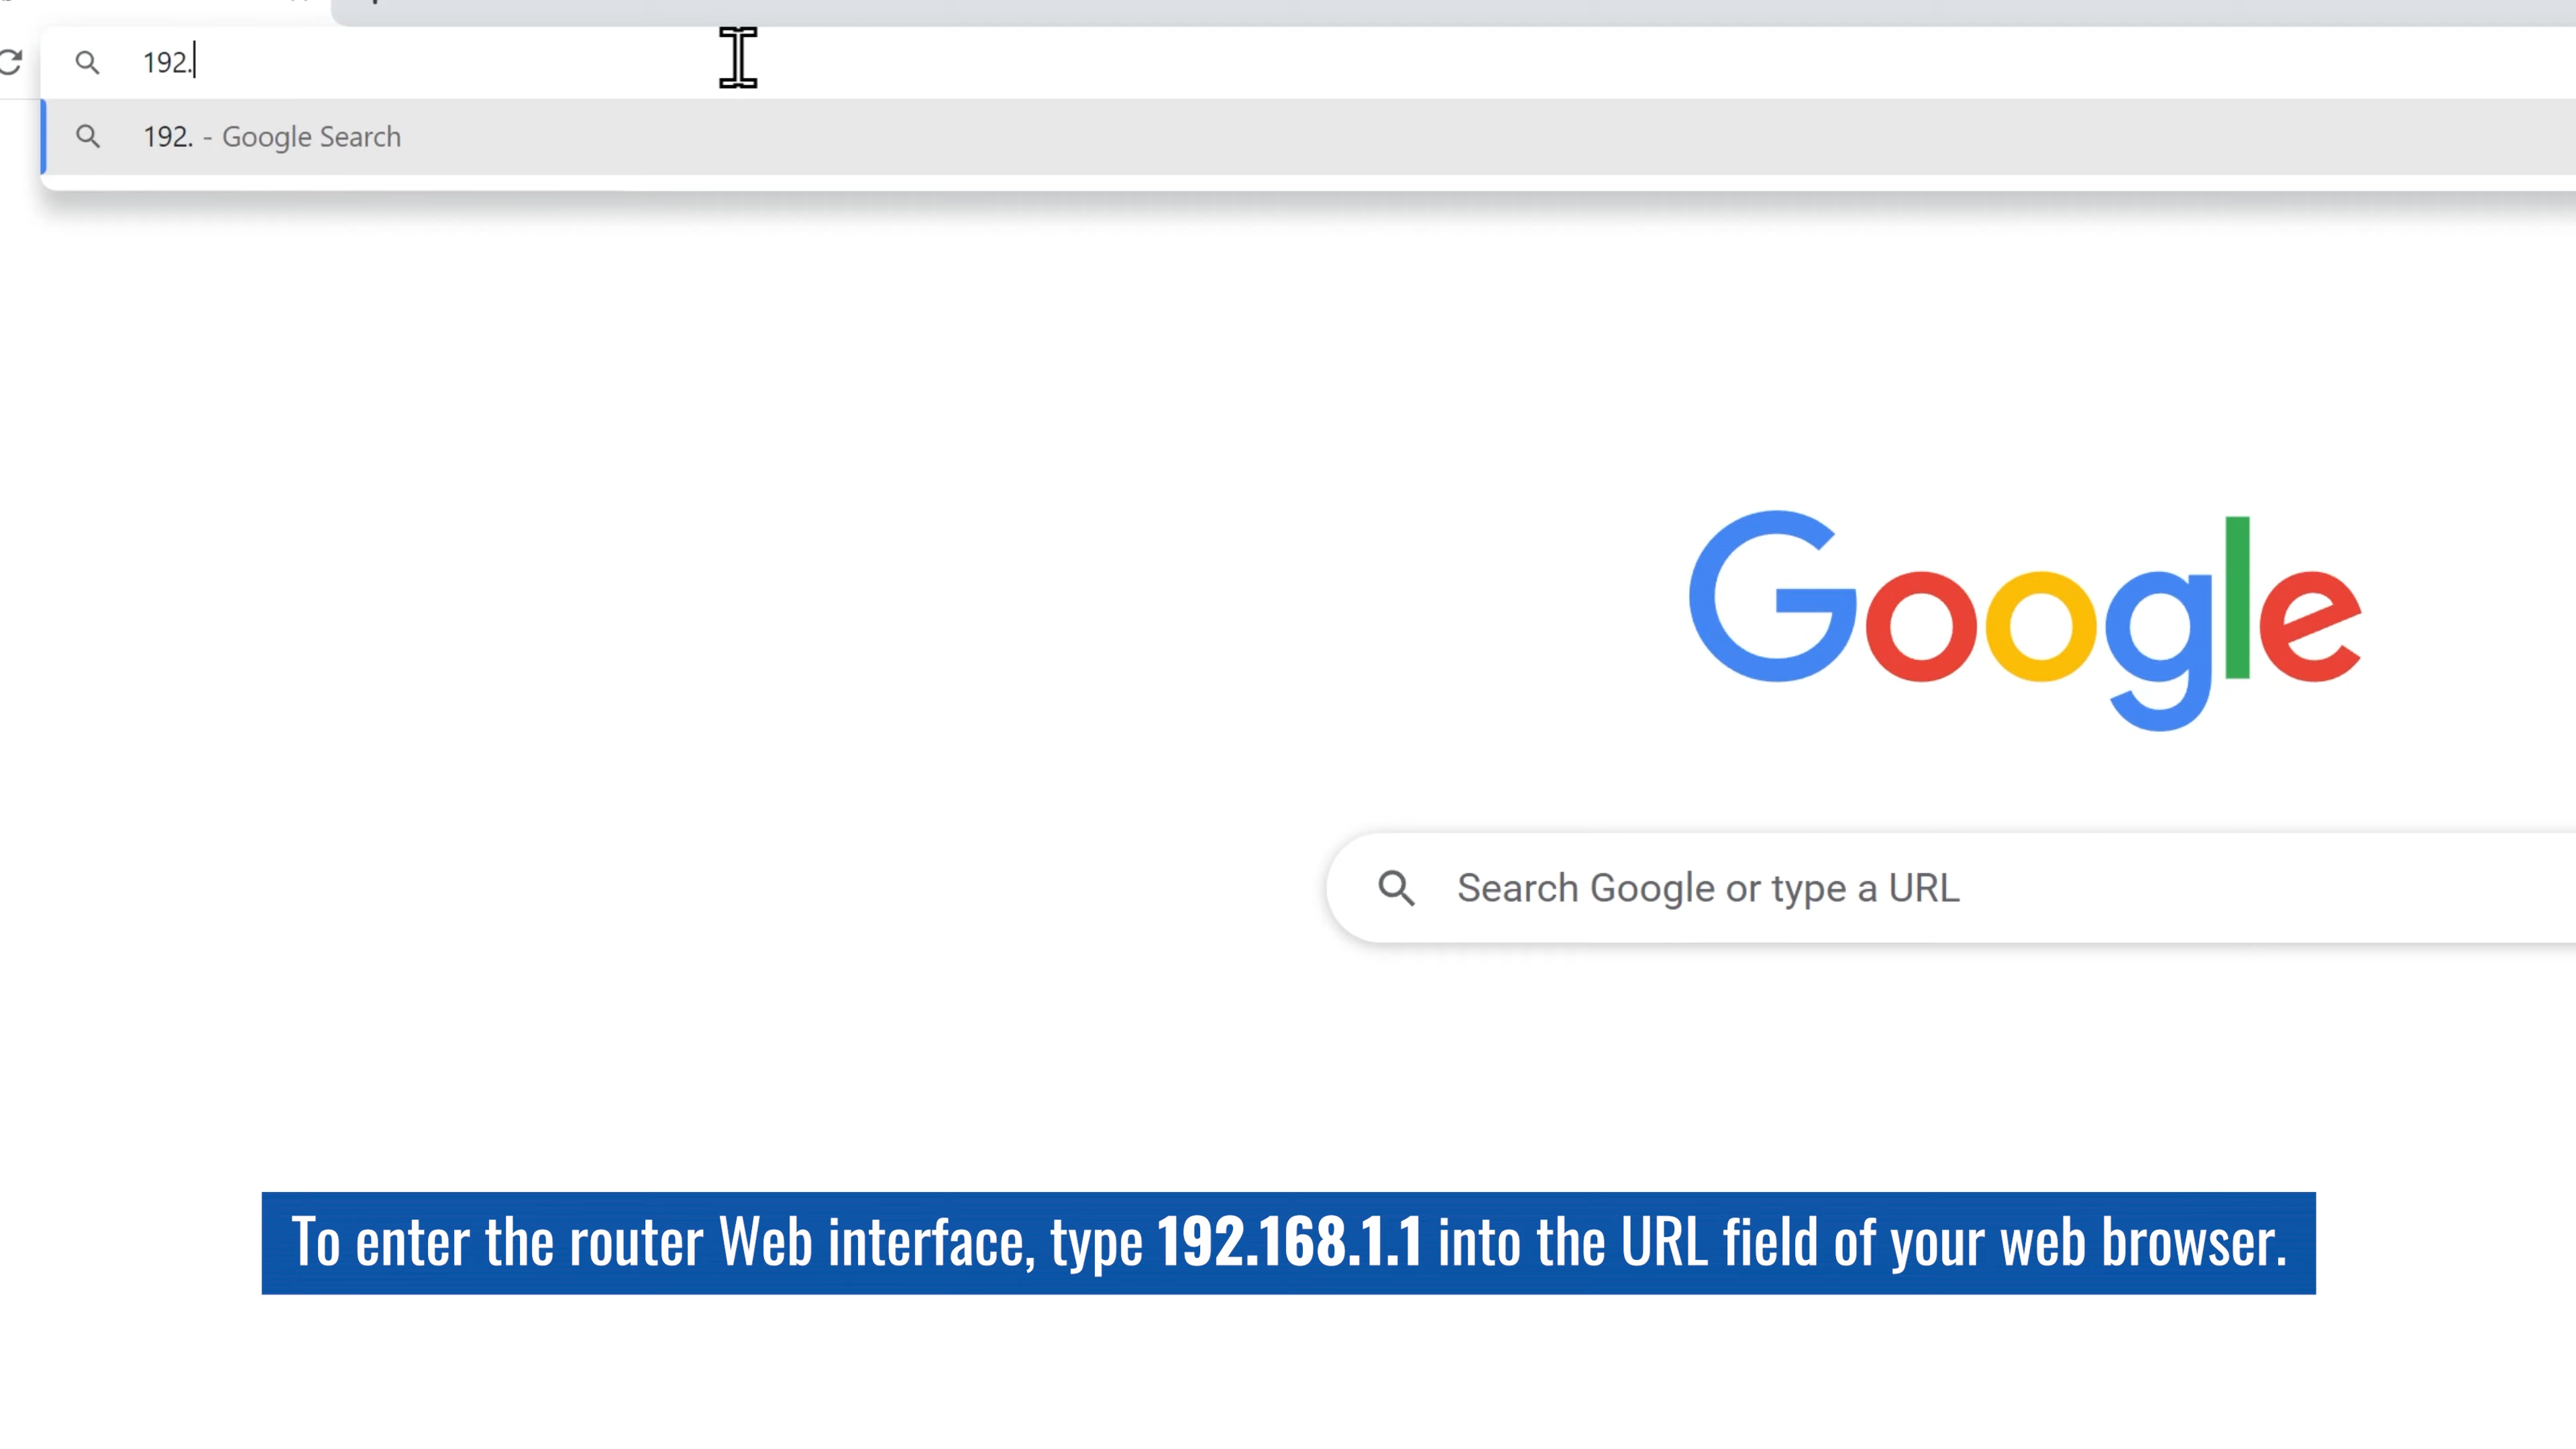 192.
192. - Google Search
Google
Search Google or type a URL
To enter the router Web interface, type 192.168.1.1 into the URL field of your web browser.